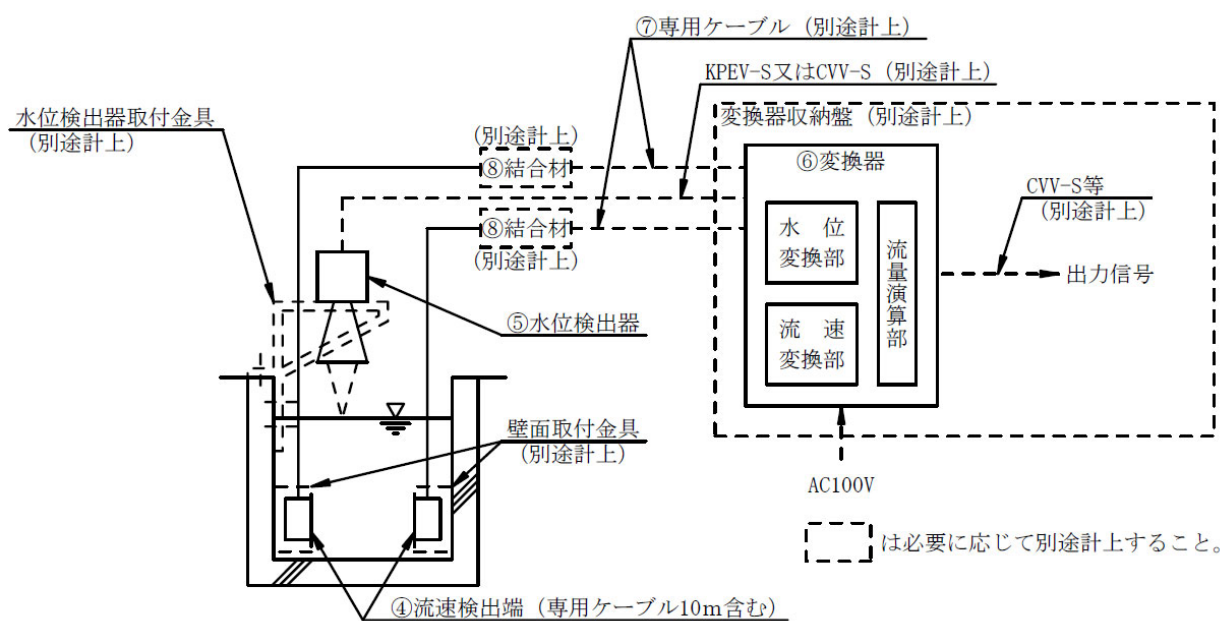 ⑦専用ケーブル (別途計上)
KPEV-S又はCVV-S (別途計上)
水位検出器取付金具
(別途計上)
変換器収納盤 (別途計上)
(別途計上)
⑧結合材
⑥変換器
CVV-S等
(別途計上)
⑧結合材
(別途計上)
水 位
変換部
流量演算部
出力信号
⑤水位検出器
流 速
変換部
壁面取付金具
(別途計上)
AC100V
は必要に応じて別途計上すること。
④流速検出端 (専用ケーブル10m含む)